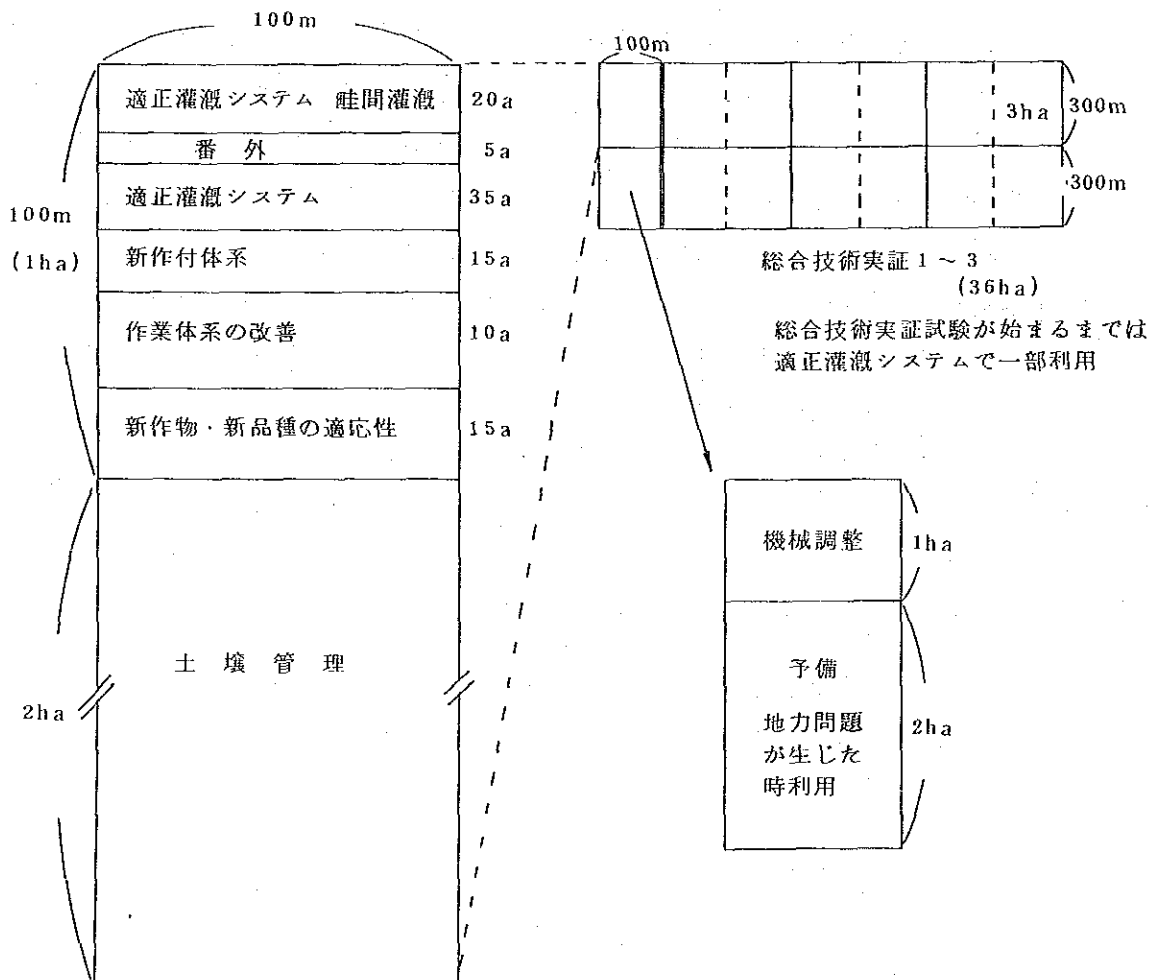 100m
適正灌漑システム 畦間灌漑 20a
番外 5a
適正灌漑システム 35a
100m
(1ha)
新作付体系 15a
作業体系の改善 10a
新作物・新品種の適応性 15a
土壌管理
2ha
100m
3ha
300m
300m
総合技術実証1~3
(36ha)
総合技術実証試験が始まるまでは
適正灌漑システムで一部利用
機械調整
1ha
予備
地力問題
が生じた
時利用
2ha